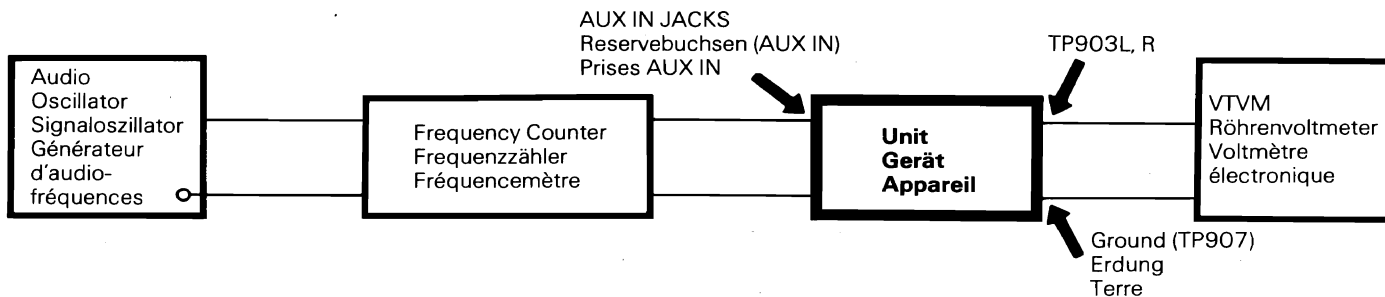 AUX IN JACKS
Reservebuchsen (AUX IN)
Prises AUX IN
TP903L, R
Audio
Oscillator
Signaloszillator
Générateur
d'audio-
fréquences
Frequency Counter
Frequenzzähler
Fréquencemètre
Unit
Gerät
Appareil
VTVM
Röhrenvoltmeter
Voltmètre
électronique
Ground (TP907)
Erdung
Terre